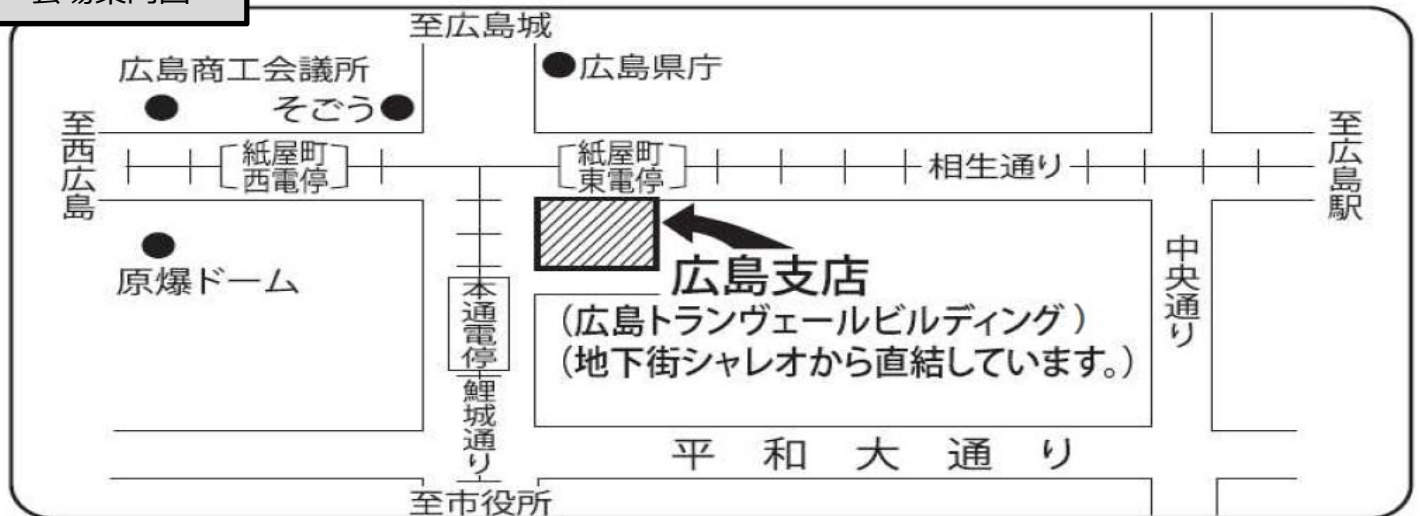 会場案内図
至広島城
広島商工会議所
そごう
広島県庁
至西広島
紙屋町
西電停
紙屋町
東電停
相生通り
至広島駅
原爆ドーム
広島支店
(広島トランヴェールビルディング)
(地下街シャレオから直結しています。)
本通電停
鯉城通り
中央通り
平和大通り
至市役所